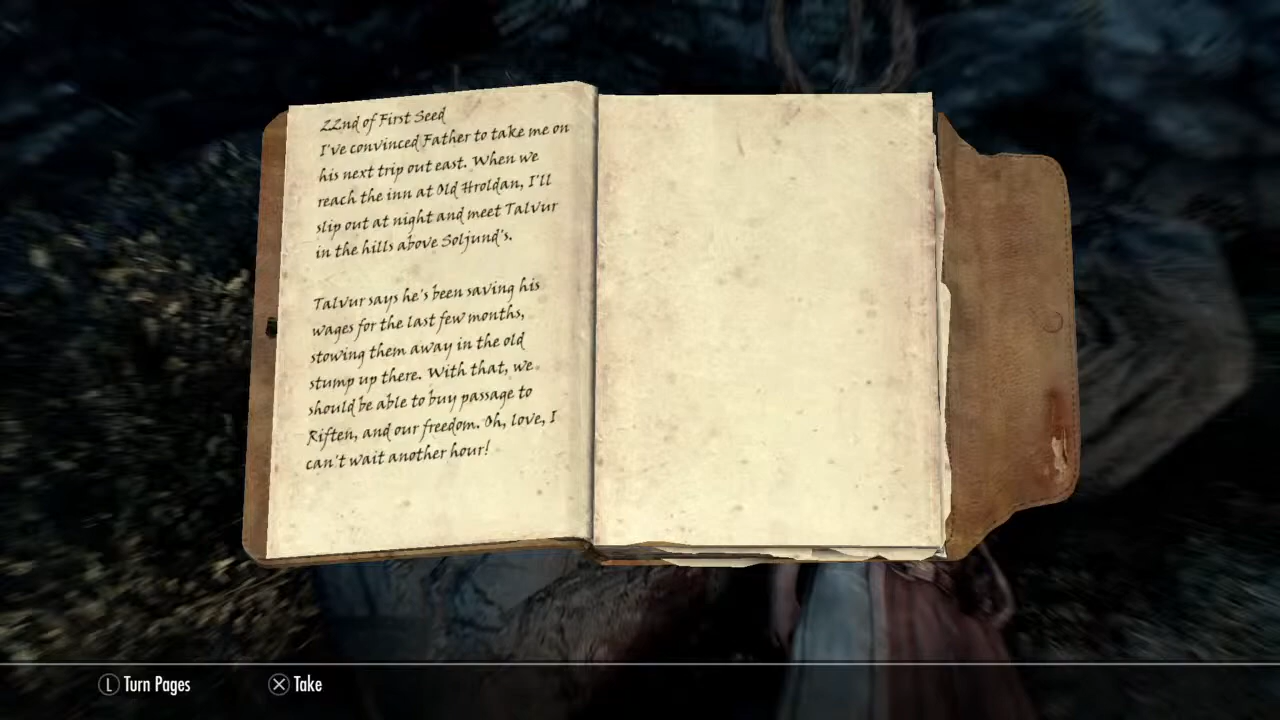 22nd of First Seed
I've convinced Father to take me on
his next trip out east. When we
reach the inn at Old Hroldan, I'll
slip out at night and meet Talvur
in the hills above Soljund's.
Talvur says he's been saving his
wages for the last few months,
stowing them away in the old
stump up there. With that, we
should be able to buy passage to
Riften, and our freedom. Oh, love, I
can't wait another hour!
L Turn Pages
X Take